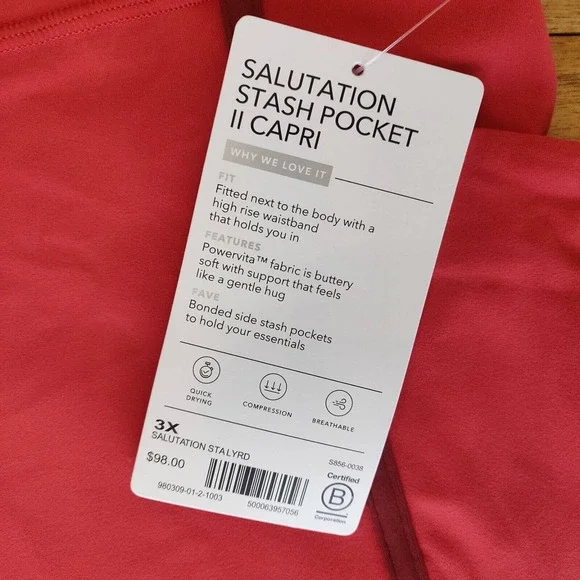 SALUTATION
STASH POCKET
II CAPRI
WHY WE LOVE IT
FIT
Fitted next to the body with a
high rise waistband
that holds you in
FEATURES
Powervita™ fabric is buttery
soft with support that feels
like a gentle hug
FAVE
Bonded side stash pockets
to hold your essentials
QUICK
DRYING
COMPRESSION
BREATHABLE
3X
SALUTATION STALYRD
$98.00
S856-0038
980309-01-2-1003
500063957056
Certified
B
Corporation